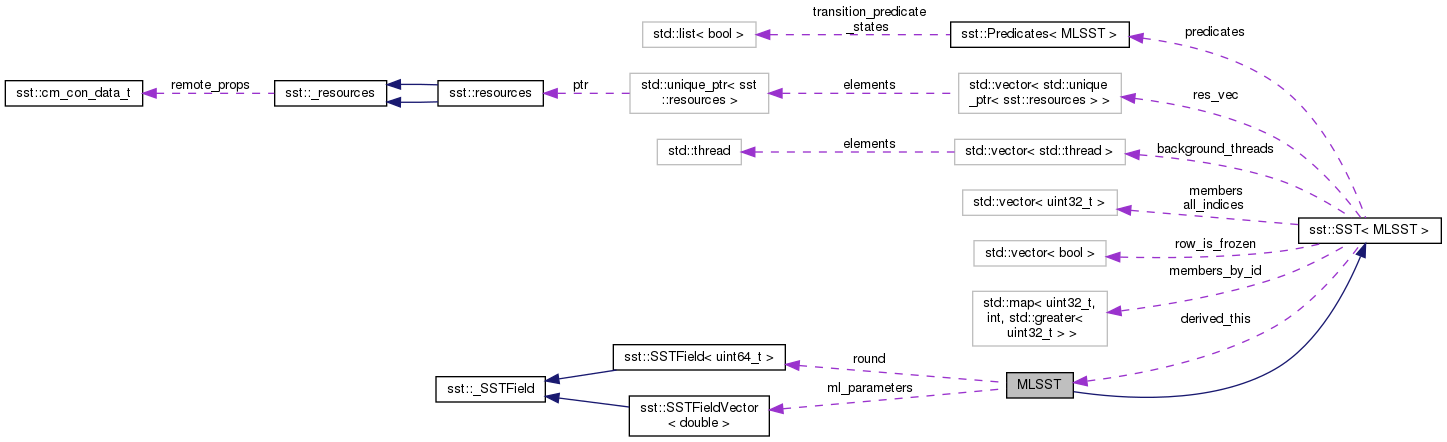 transition_predicate
_states
std::list< bool >
sst::Predicates< MLSST >
predicates
sst::cm_con_data_t
remote_props
sst::_resources
sst::resources
ptr
std::unique_ptr< sst
::resources >
elements
std::vector< std::unique
_ptr< sst::resources > >
res_vec
std::thread
elements
std::vector< std::thread >
background_threads
std::vector< uint32_t >
members
all_indices
sst::SST< MLSST >
std::vector< bool >
row_is_frozen
std::map< uint32_t,
int, std::greater<
uint32_t > >
members_by_id
derived_this
sst::_SSTField
sst::SSTField< uint64_t >
round
sst::SSTFieldVector
< double >
ml_parameters
MLSST